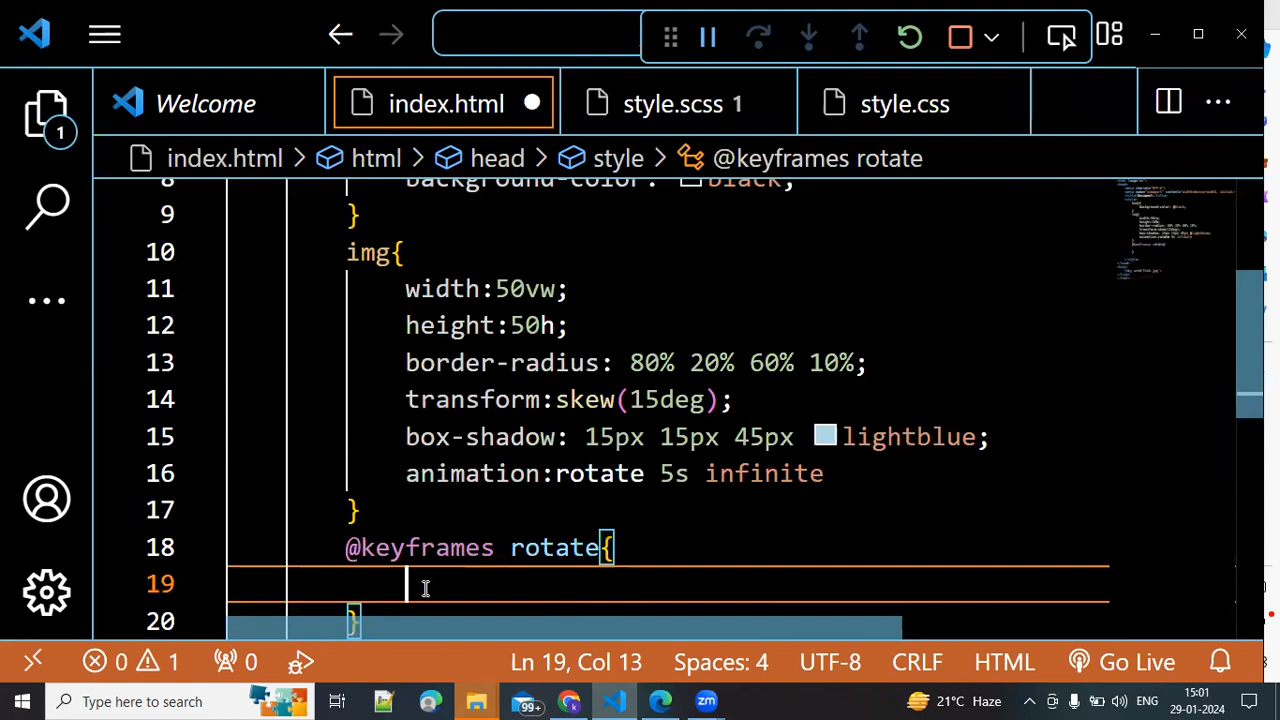 Welcome
index.html
style.scss 1
style.css
index.html > html > head > style > @keyframes rotate
8 background-color: black;
9 }
10 img{
11 width:50vw;
12 height:50h;
13 border-radius: 80% 20% 60% 10%;
14 transform:skew(15deg);
15 box-shadow: 15px 15px 45px lightblue;
16 animation:rotate 5s infinite
17 }
18 @keyframes rotate{
19
20 }
1
0 1 0 Ln 19, Col 13 Spaces: 4 UTF-8 CRLF HTML Go Live
Type here to search 99+ zm 21°C Haze ENG 15:01
29-01-2024